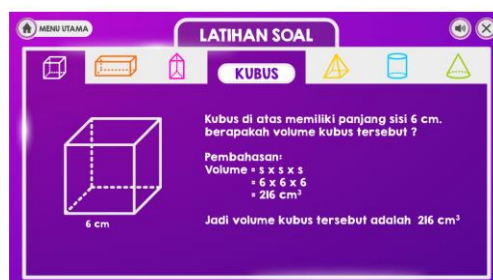 MENU UTAMA
LATIHAN SOAL
KUBUS
Kubus di atas memiliki panjang sisi 6 cm.
berapakah volume kubus tersebut ?
Pembahasan:
Volume = s x s x s
= 6 x 6 x 6
= 216 cm³
Jadi volume kubus tersebut adalah 216 cm³
6 cm